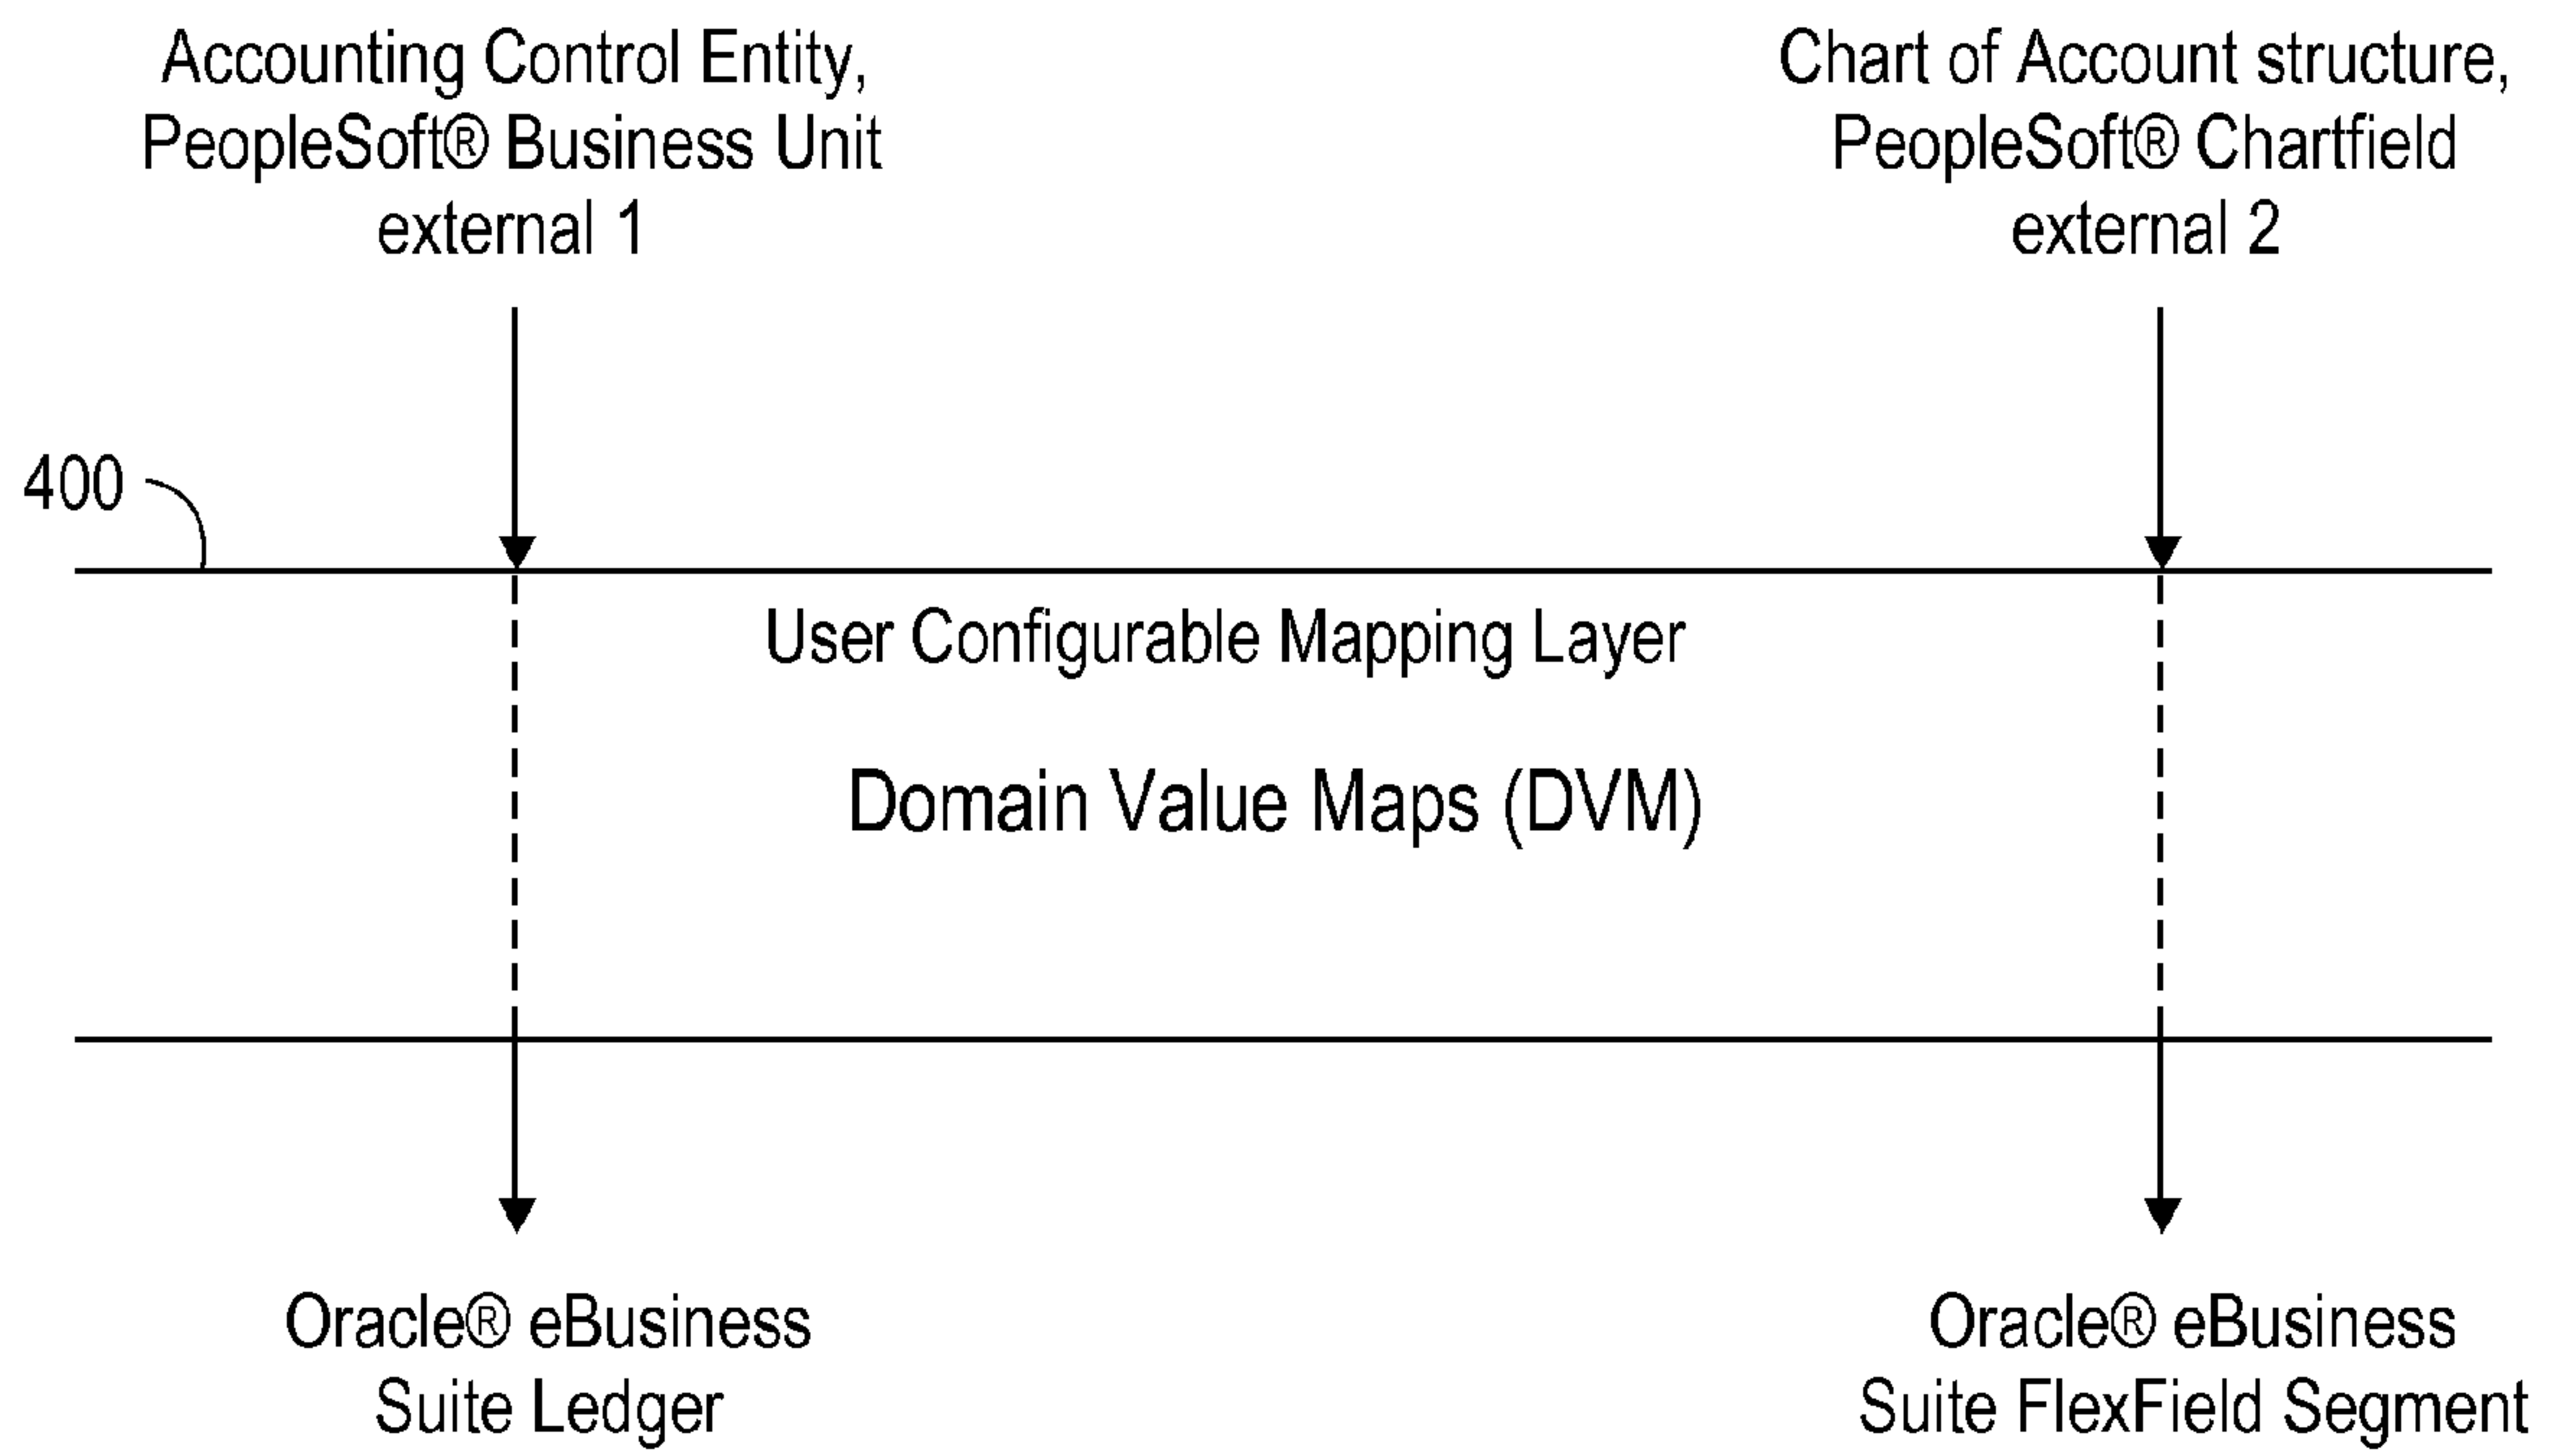 Accounting Control Entity,
PeopleSoft® Business Unit
external 1
Chart of Account structure,
PeopleSoft® Chartfield
external 2
400
User Configurable Mapping Layer
Domain Value Maps (DVM)
Oracle® eBusiness
Suite Ledger
Oracle® eBusiness
Suite FlexField Segment